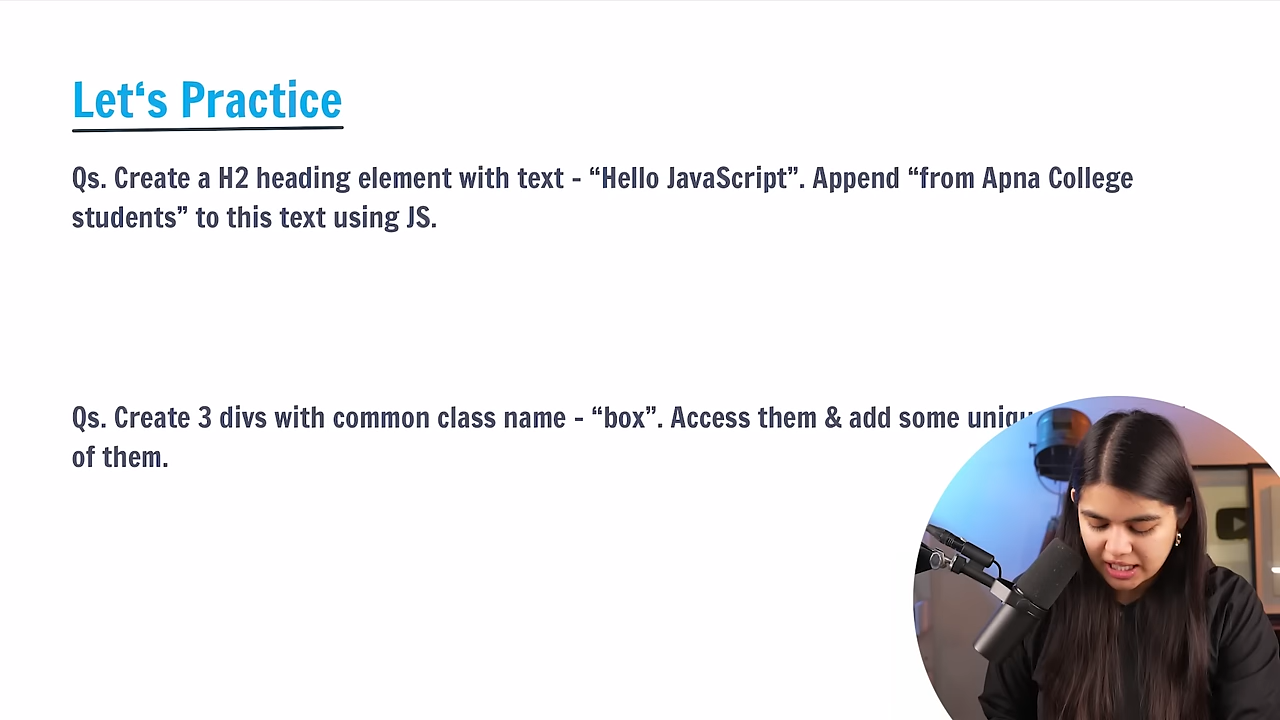 Let‘s Practice
Qs. Create a H2 heading element with text - “Hello JavaScript”. Append “from Apna College
students” to this text using JS.
Qs. Create 3 divs with common class name - “box”. Access them & add some
of them.